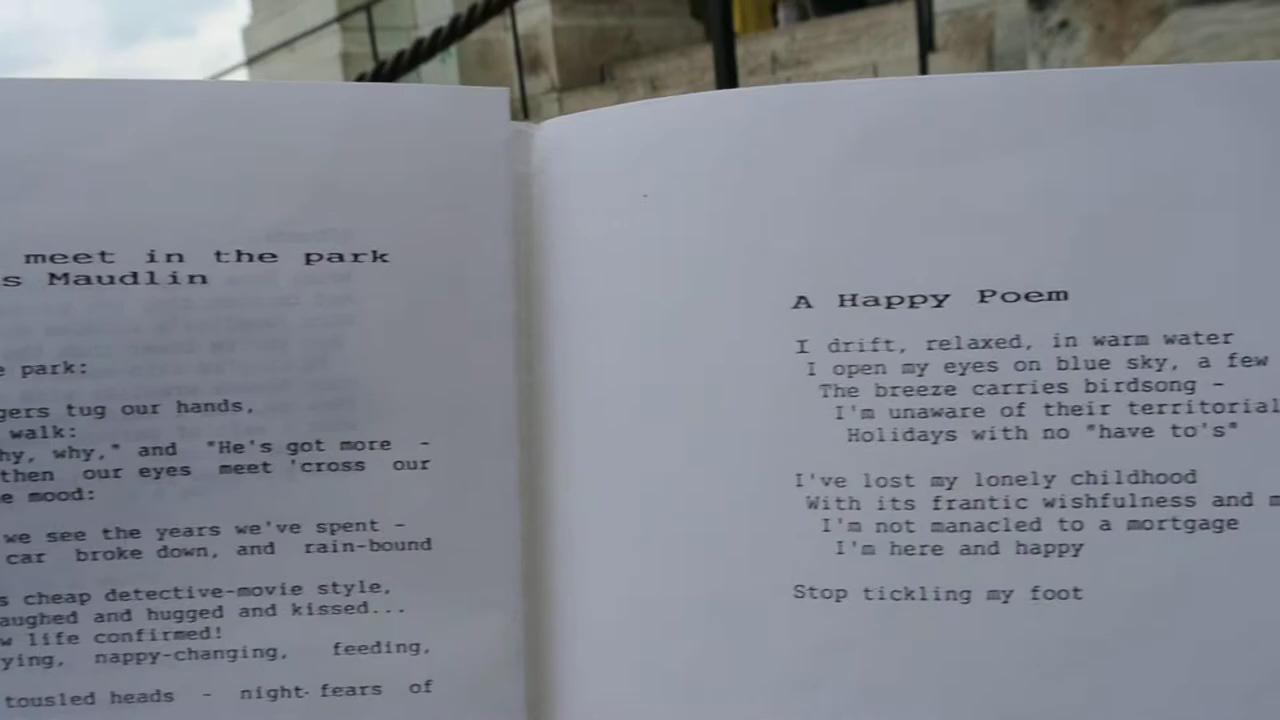 meet in the park
s Maudlin
e park:
gers tug our hands,
walk:
hy, why," and "He's got more -
then our eyes meet 'cross our
e mood:
we see the years we've spent -
car broke down, and rain-bound
s cheap detective-movie style,
aughed and hugged and kissed...
w life confirmed!
ying, nappy-changing, feeding,
tousled heads - night- fears of
A Happy Poem
I drift, relaxed, in warm water
I open my eyes on blue sky, a few
The breeze carries birdsong -
I'm unaware of their territorial
Holidays with no "have to's"
I've lost my lonely childhood
With its frantic wishfulness and m
I'm not manacled to a mortgage
I'm here and happy
Stop tickling my foot